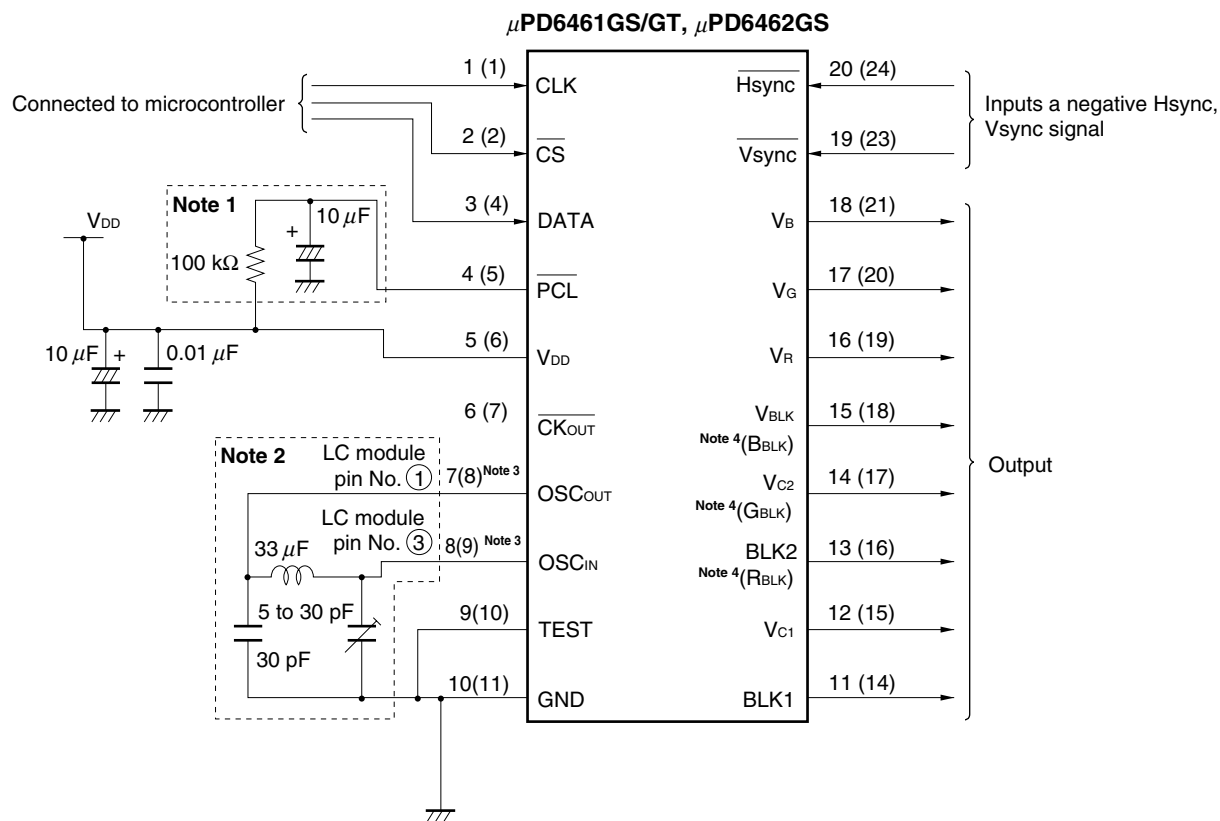 μPD6461GS/GT, μPD6462GS
Connected to microcontroller
1 (1)
CLK
2 (2)
CS
3 (4)
DATA
Note 1
10 μF
+
100 kΩ
VDD
4 (5)
PCL
5 (6)
VDD
10 μF
+
0.01 μF
6 (7)
CKOUT
Note 2
LC module
pin No. ①
7(8) Note 3
OSCOUT
LC module
pin No. ③
8(9) Note 3
OSCIN
33 μF
5 to 30 pF
30 pF
9(10)
TEST
10(11)
GND
20 (24)
Hsync
19 (23)
Vsync
Inputs a negative Hsync,
Vsync signal
18 (21)
VB
17 (20)
VG
16 (19)
VR
15 (18)
VBLK
Note 4(BBLK)
14 (17)
VC2
Note 4(GBLK)
13 (16)
BLK2
Note 4(RBLK)
12 (15)
VC1
11 (14)
BLK1
Output